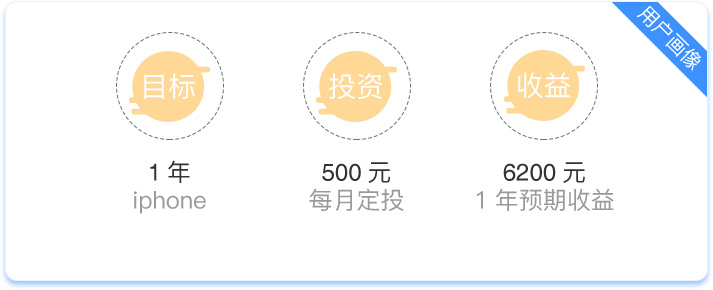 用户画像
目标
投资
收益
1 年
500 元
6200 元
iphone
每月定投
1 年预期收益